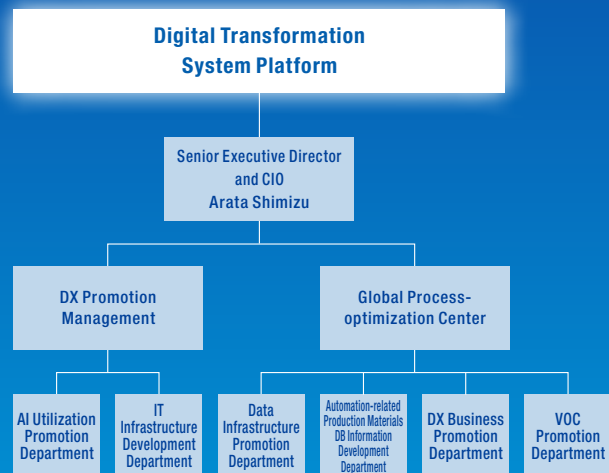 Digital Transformation
System Platform
Senior Executive Director
and CIO
Arata Shimizu
DX Promotion
Management
Global Process-
optimization Center
AI Utilization
Promotion
Department
IT
Infrastructure
Development
Department
Data
Infrastructure
Promotion
Department
Automation-related
Production Materials
DB Information
Development
Department
DX Business
Promotion
Department
VOC
Promotion
Department